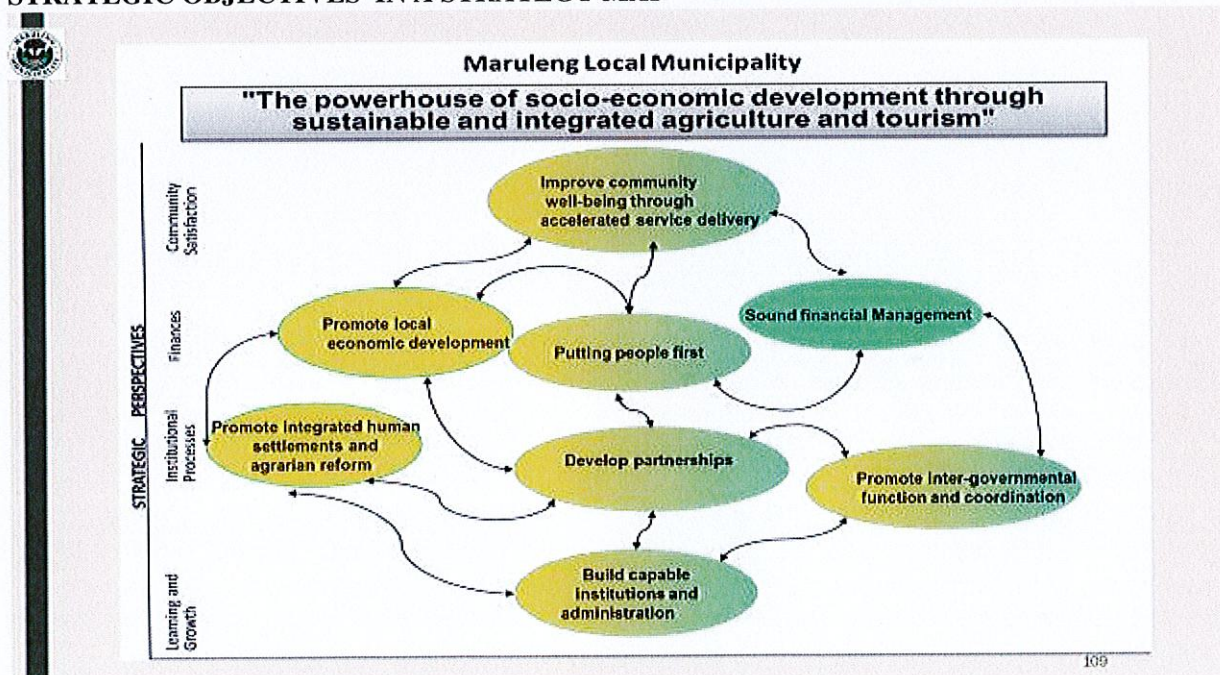 STRATEGIC OBJECTIVES IN A STRATEGY MAP
Maruleng Local Municipality
"The powerhouse of socio-economic development through
sustainable and integrated agriculture and tourism"
STRATEGIC PERSPECTIVES
Community
Satisfaction
Improve community
well-being through
accelerated service delivery
Finances
Promote local
economic development
Putting people first
Sound financial Management
Institutional
Processes
Promote integrated human
settlements and
agrarian reform
Develop partnerships
Promote Inter-governmental
function and coordination
Learning and
Growth
Build capable
Institutions and
administration
109